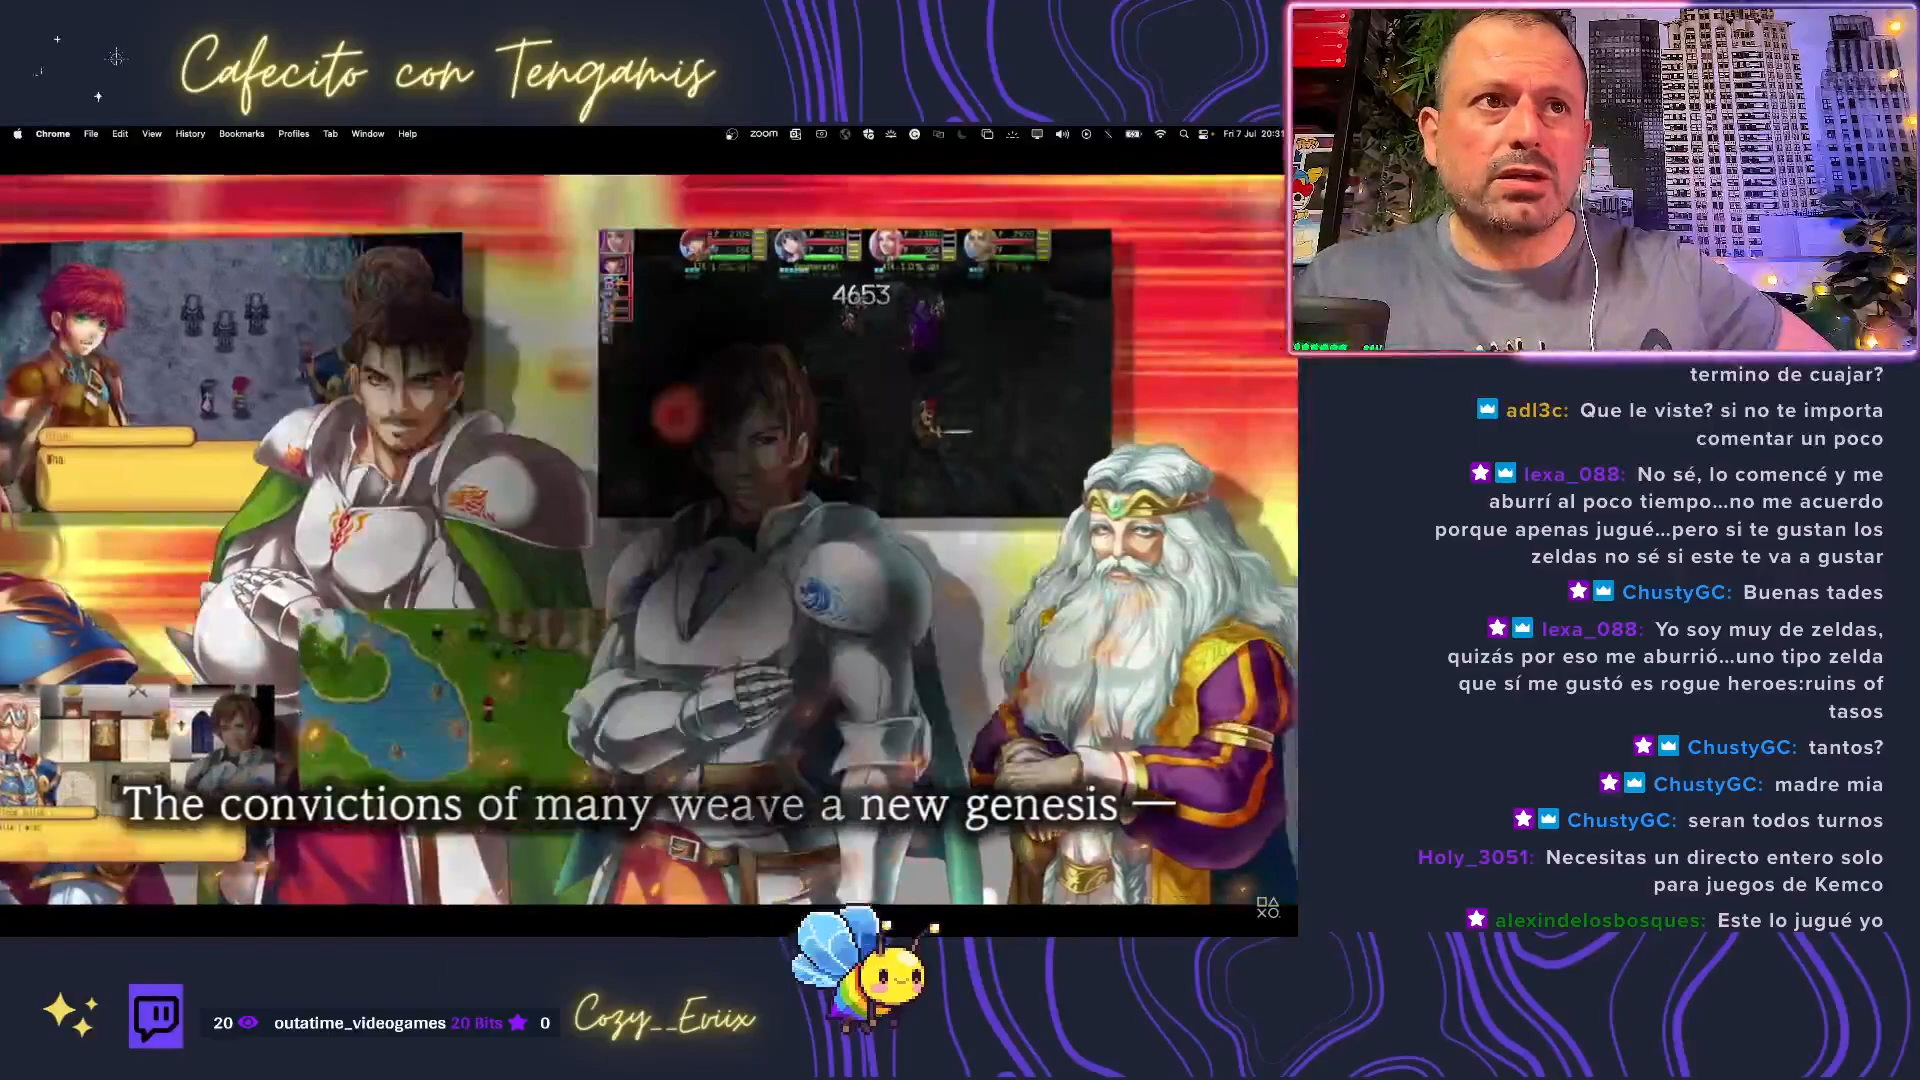 Cafecito con Tengamis
Chrome File Edit View History Bookmarks Profiles Tab Window Help
zoom
Fri 7 Jul 20:31
4653
The convictions of many weave a new genesis —
termino de cuajar?
adl3c: Que le viste? si no te importa
comentar un poco
lexa_088: No sé, lo comencé y me
aburrí al poco tiempo...no me acuerdo
porque apenas jugué...pero si te gustan los
zeldas no sé si este te va a gustar
ChustyGC: Buenas tades
lexa_088: Yo soy muy de zeldas,
quizás por eso me aburrió...uno tipo zelda
que sí me gustó es rogue heroes:ruins of
tasos
ChustyGC: tantos?
ChustyGC: madre mia
ChustyGC: seran todos turnos
Holy_3051: Necesitas un directo entero solo
para juegos de Kemco
alexindelosbosques: Este lo jugué yo
20 outatime_videogames 20 Bits 0
Cozy__Eviix